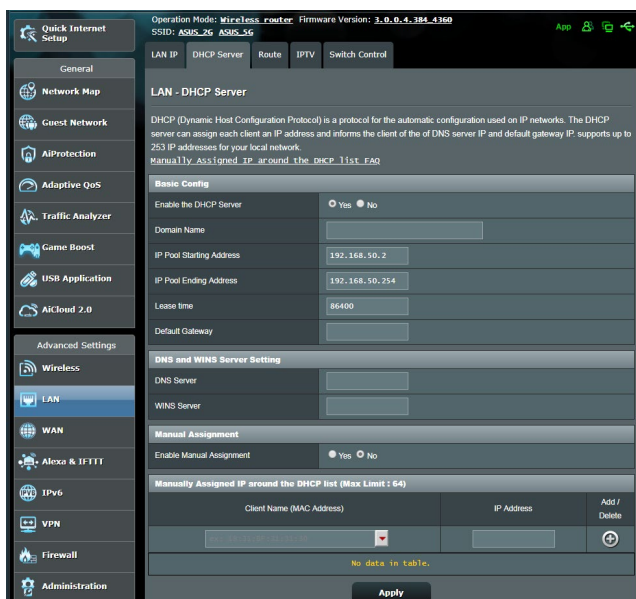 Quick Internet
Setup
General
Network Map
Guest Network
AiProtection
Adaptive QoS
Traffic Analyzer
Game Boost
USB Application
AiCloud 2.0
Advanced Settings
Wireless
LAN
WAN
Alexa & IFTTT
IPv6
VPN
Firewall
Administration
Operation Mode: Wireless router Firmware Version: 3.0.0.4.384_4360
SSID: ASUS_2G ASUS_5G
App
LAN IP
DHCP Server
Route
IPTV
Switch Control
LAN - DHCP Server
DHCP (Dynamic Host Configuration Protocol) is a protocol for the automatic configuration used on IP networks. The DHCP
server can assign each client an IP address and informs the client of the of DNS server IP and default gateway IP. supports up to
253 IP addresses for your local network.
Manually Assigned IP around the DHCP list FAQ
Basic Config
Enable the DHCP Server Yes No
Domain Name
IP Pool Starting Address 192.168.50.2
IP Pool Ending Address 192.168.50.254
Lease time 86400
Default Gateway
DNS and WINS Server Setting
DNS Server
WINS Server
Manual Assignment
Enable Manual Assignment Yes No
Manually Assigned IP around the DHCP list (Max Limit : 64)
Client Name (MAC Address) IP Address Add /
Delete
No data in table.
Apply